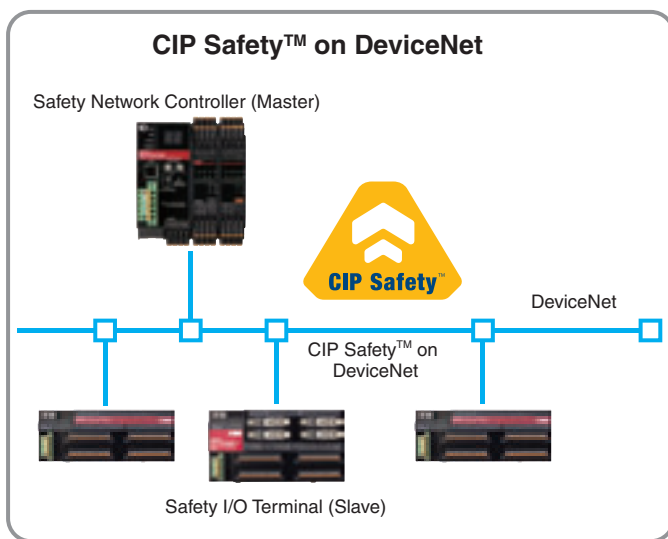 CIP Safety™ on DeviceNet
Safety Network Controller (Master)
CIP Safety™
DeviceNet
CIP Safety™ on
DeviceNet
Safety I/O Terminal (Slave)